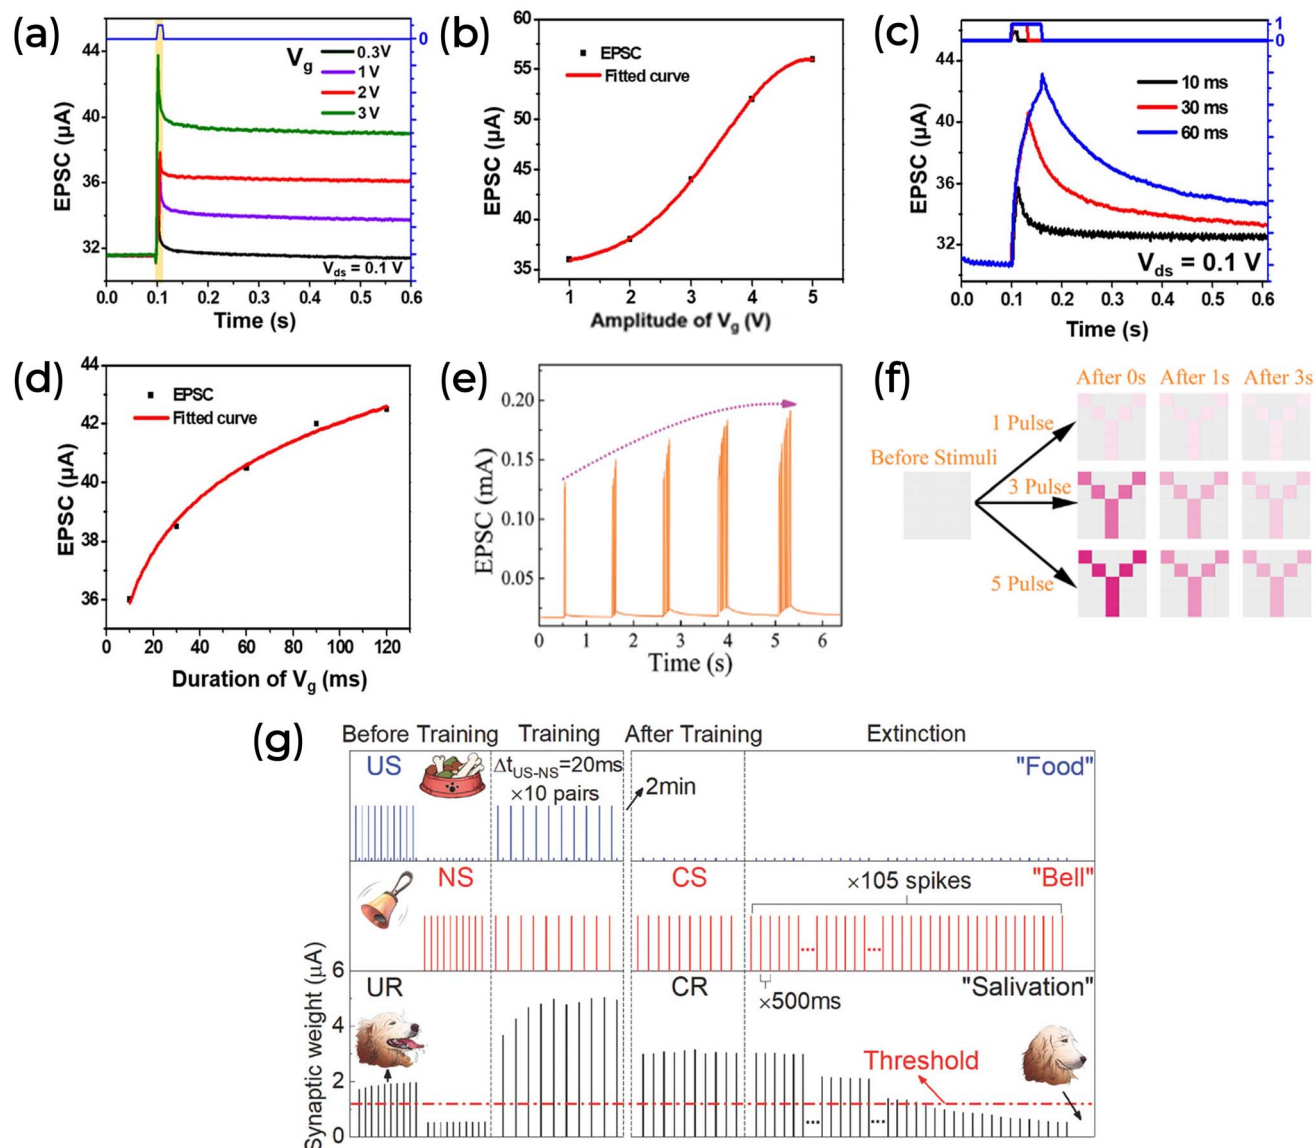 (a)
EPSC (μA)
44
40
36
32
0
V_g
0.3V
1V
2V
3V
V_ds = 0.1 V
0.0 0.1 0.2 0.3 0.4 0.5 0.6
Time (s)
(b)
EPSC (μA)
60
55
50
45
40
35
EPSC
Fitted curve
1 2 3 4 5
Amplitude of V_g (V)
(c)
EPSC (μA)
44
40
36
32
1
0
10 ms
30 ms
60 ms
V_ds = 0.1 V
0.0 0.1 0.2 0.3 0.4 0.5 0.6
Time (s)
(d)
EPSC (μA)
44
42
40
38
36
EPSC
Fitted curve
0 20 40 60 80 100 120
Duration of V_g (ms)
(e)
EPSC (mA)
0.20
0.15
0.10
0.05
0 1 2 3 4 5 6
Time (s)
(f)
After 0s After 1s After 3s
1 Pulse
Before Stimuli
3 Pulse
5 Pulse
(g)
Before Training Training After Training Extinction
US
Δt_US-NS=20ms
×10 pairs
2min
"Food"
NS
CS
×105 spikes
"Bell"
Synaptic weight (μA)
6
4
2
0
UR
CR
×500ms
"Salivation"
Threshold